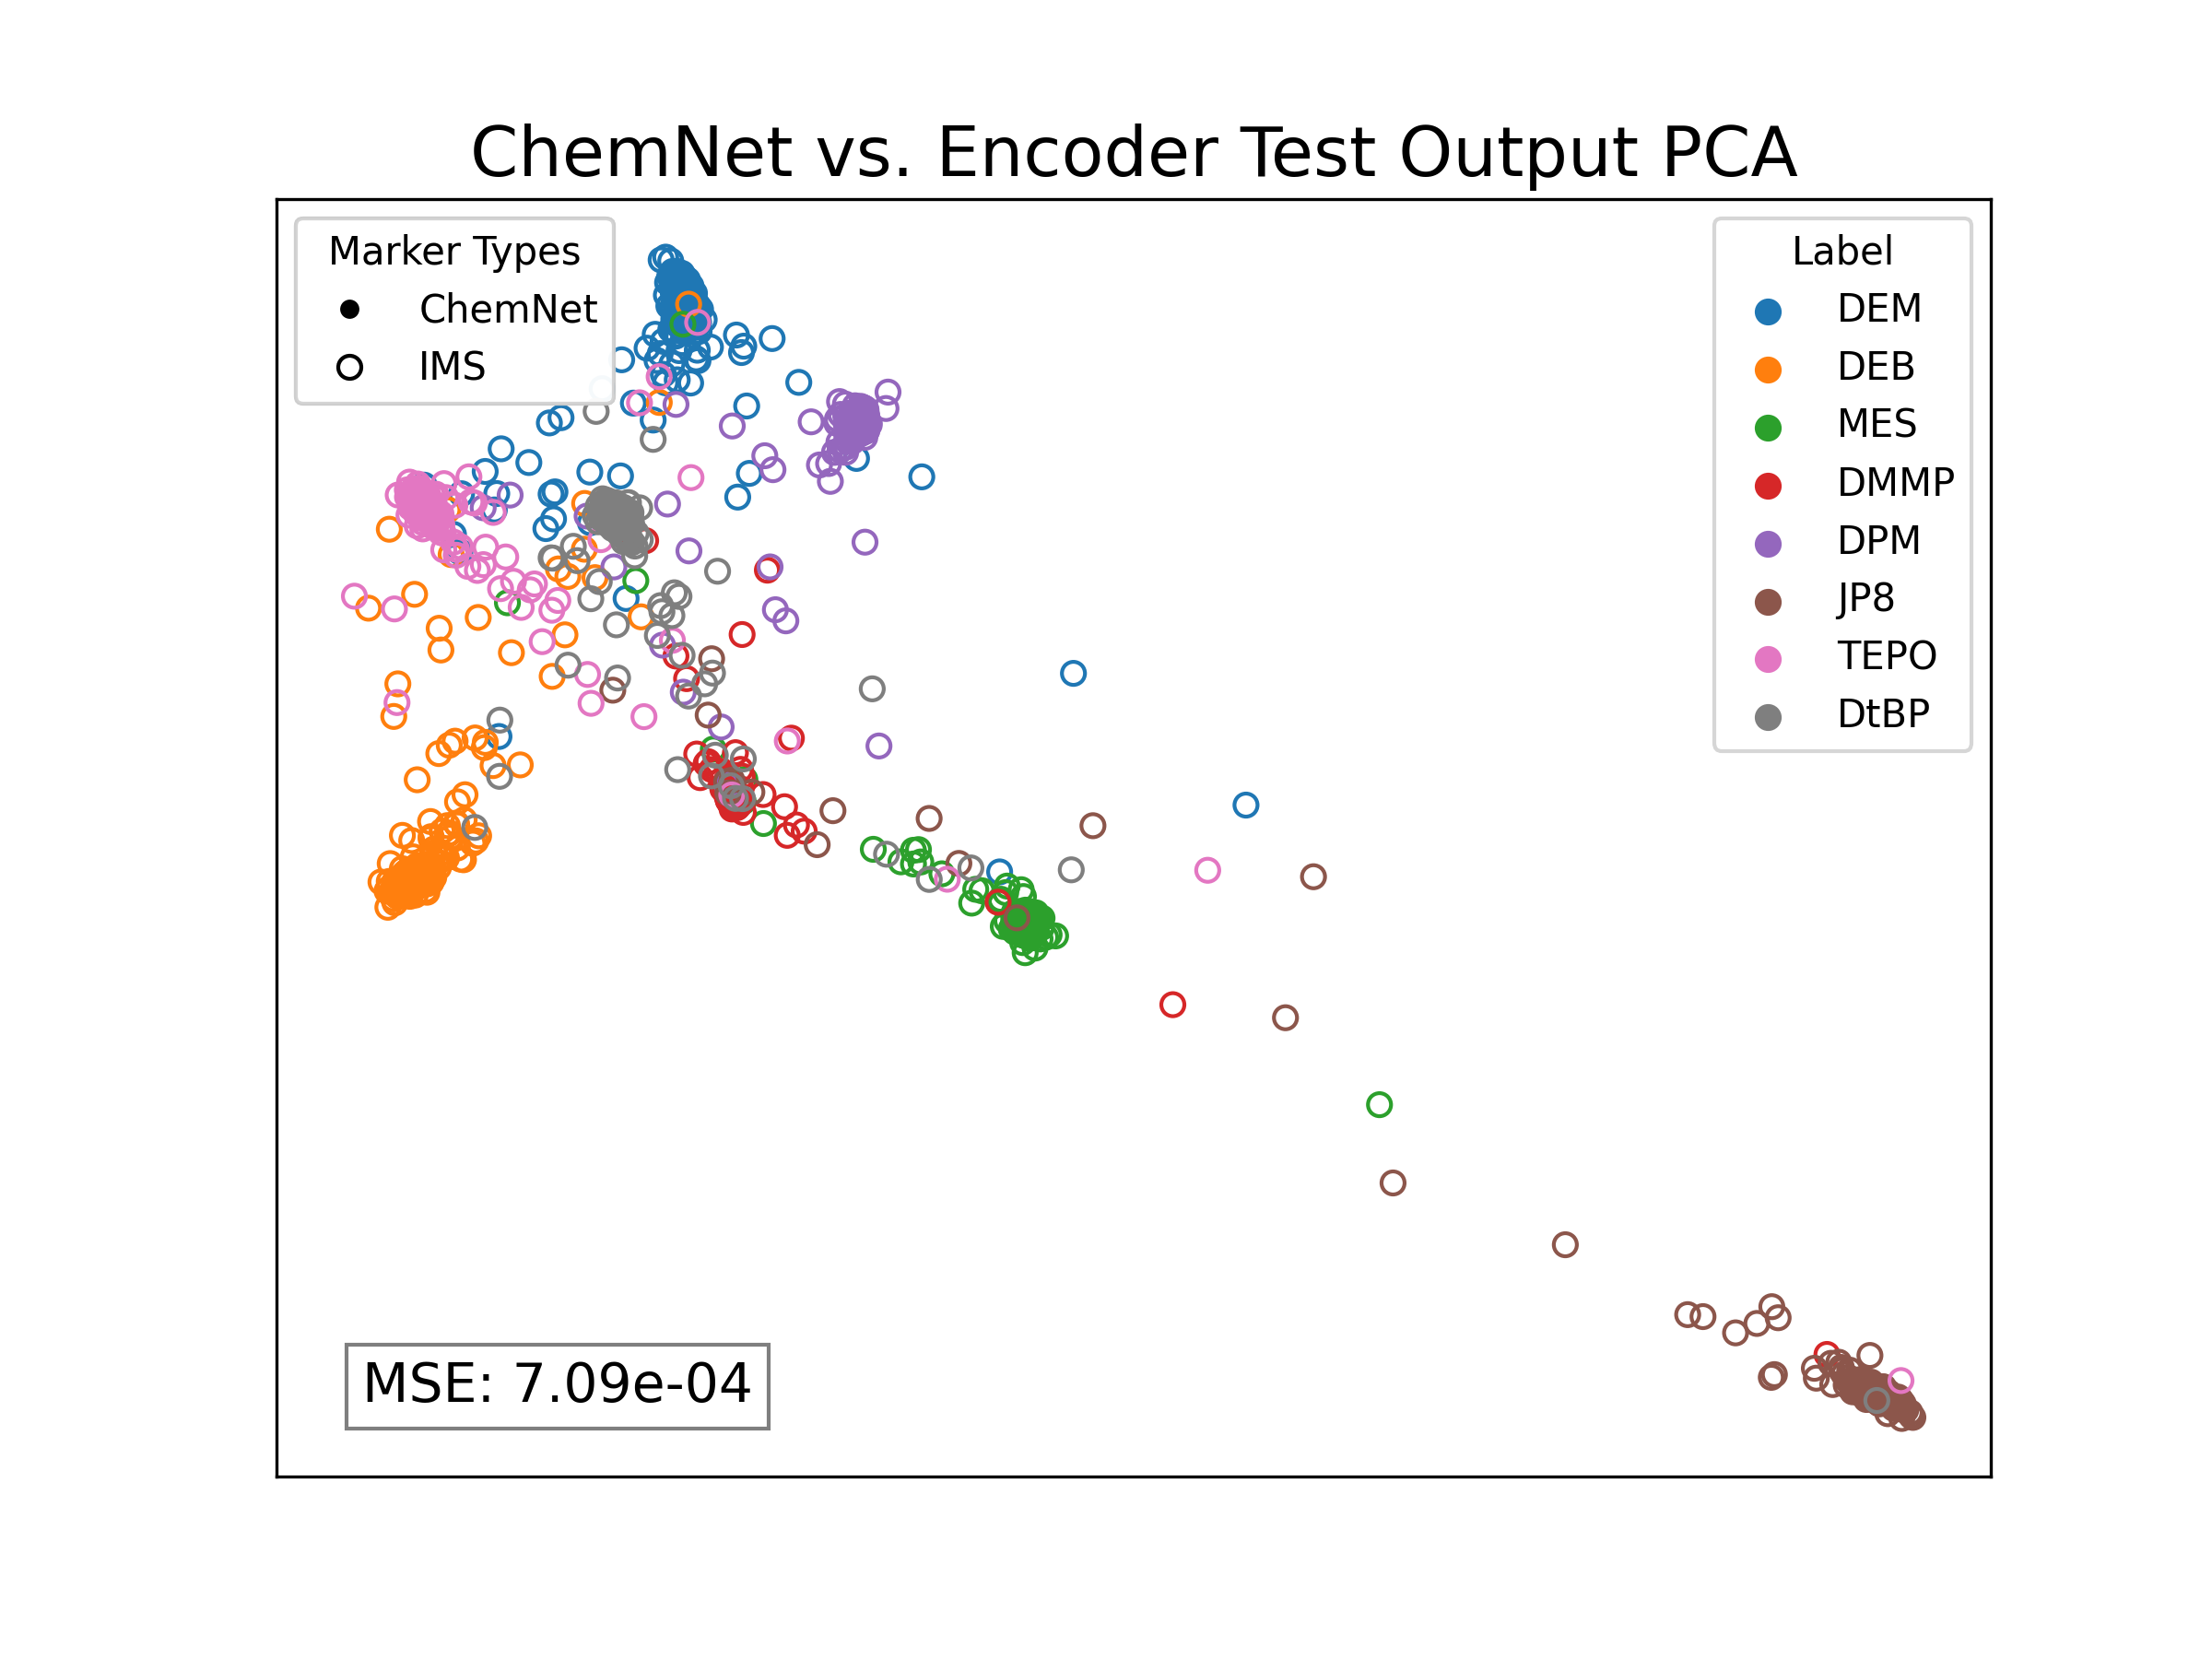 ChemNet vs. Encoder Test Output PCA
Marker Types
ChemNet
IMS
Label
DEM
DEB
MES
DMMP
DPM
JP8
TEPO
DtBP
MSE: 7.09e-04